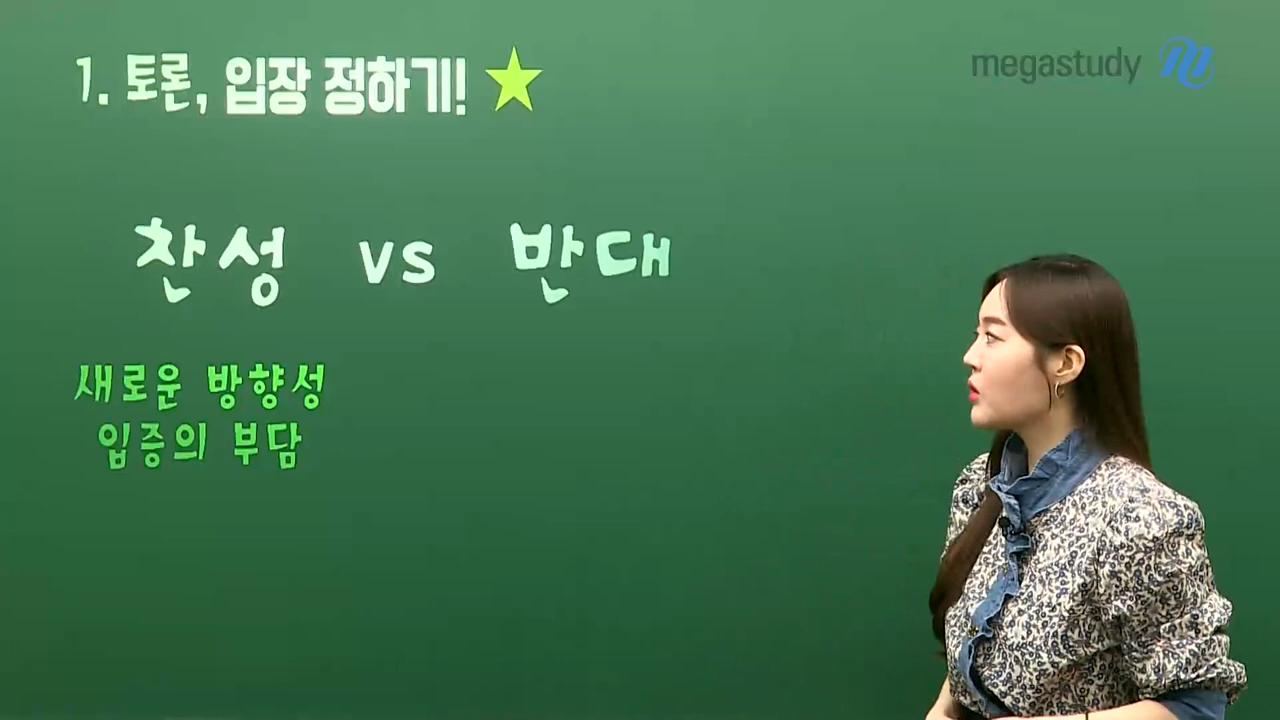 1. 토론, 입장 정하기!
megastudy
찬성 vs 반대
새로운 방향성
입증의 부담